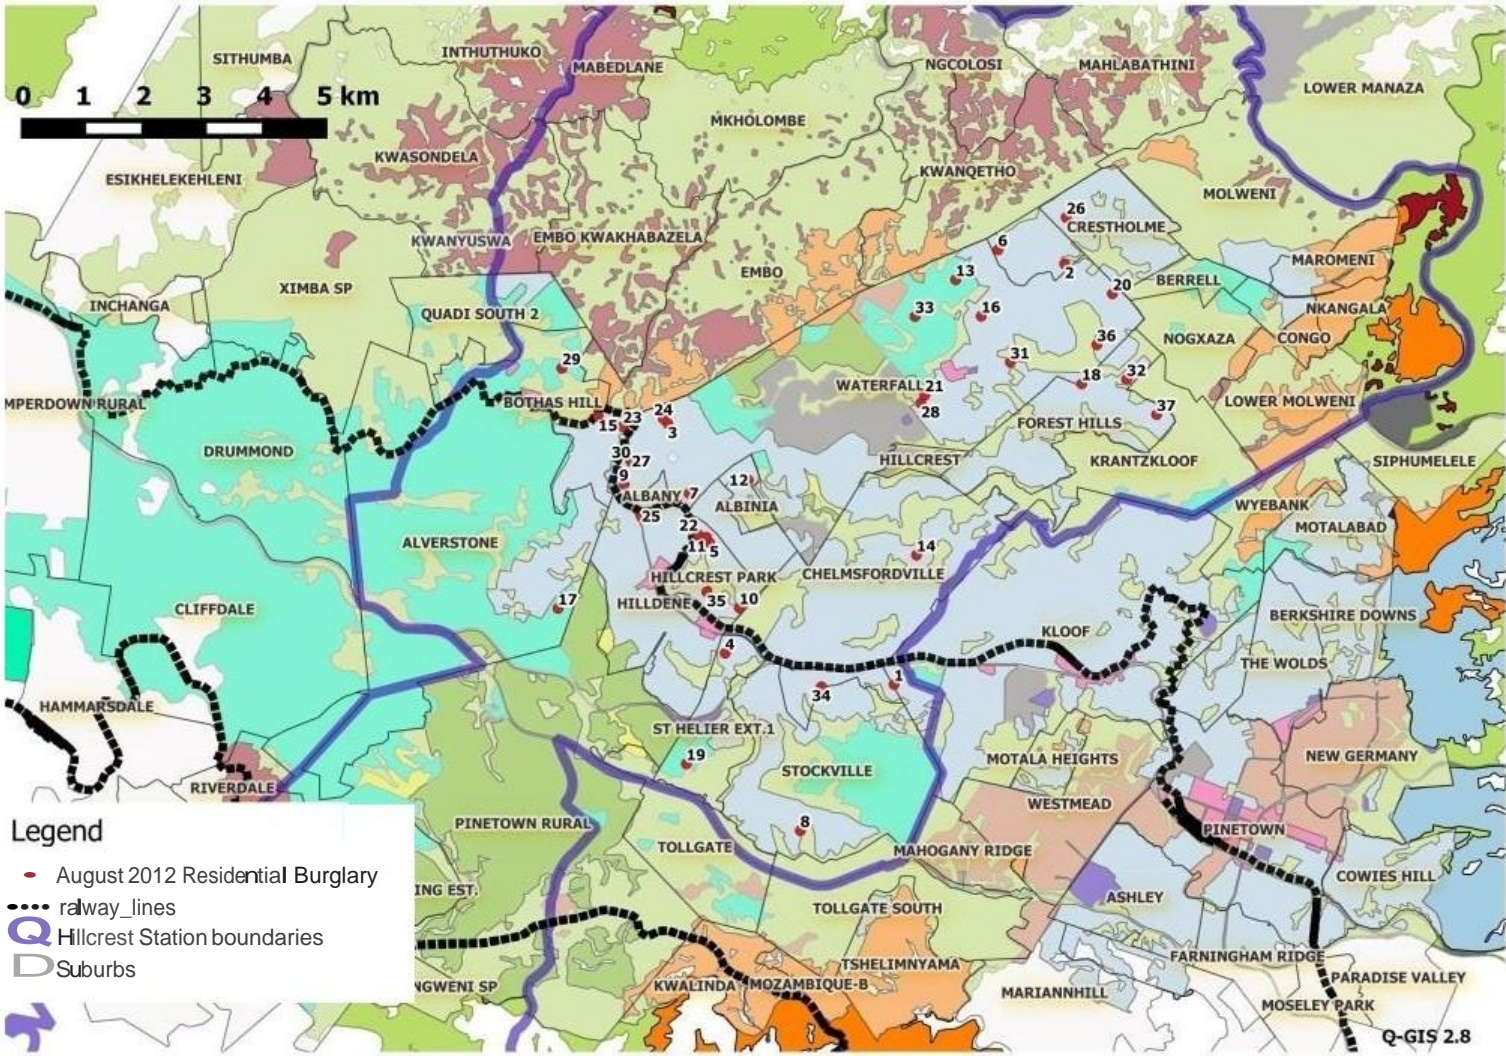 SITHUMBA
INTHUTHUKO
MABEDLANE
NGCOLOSI
MAHLABATHINI
LOWER MANAZA
0 1 2 3 4 5 km
MKHOLOMBE
KWASONDELA
ESIKHELEKEHLENI
KWANQETHO
MOLWENI
26
CRESTHOLME
KWANYUSWA
EMBO KWAKHABAZELA
6
EMBO
13
2
MAROMENI
XIMBA SP
20
BERRELL
INCHANGA
QUADI SOUTH 2
33
16
NKANGALA
29
36
NOGXAZA
CONGO
31
WATERFALL
21
18
32
MPERDOWN RURAL
BOTHAS HILL
15
23
24
3
28
37
LOWER MOLWENI
FOREST HILLS
DRUMMOND
30
27
HILLCREST
KRANTZKLOOF
SIPHUMELELE
9
12
ALBANY
7
ALBINIA
WYEBANK
25
22
MOTALABAD
ALVERSTONE
11
5
14
HILLCREST PARK
CHELMSFORDVILLE
CLIFFDALE
17
HILLDENE
35
10
BERKSHIRE DOWNS
KLOOF
4
THE WOLDS
1
34
HAMMARSDALE
ST HELIER EXT.1
19
STOCKVILLE
MOTALA HEIGHTS
NEW GERMANY
RIVERDALE
WESTMEAD
PINETOWN RURAL
8
PINETOWN
TOLLGATE
MAHOGANY RIDGE
COWIES HILL
ING EST.
ASHLEY
TOLLGATE SOUTH
FARNINGHAM RIDGE
TSHELIMNYAMA
PARADISE VALLEY
NGWENI SP
KWALINDA
MOZAMBIQUE-B
MARIANNHILL
MOSELEY PARK
Q-GIS 2.8
Legend
August 2012 Residential Burglary
ralway_lines
Hillcrest Station boundaries
Suburbs